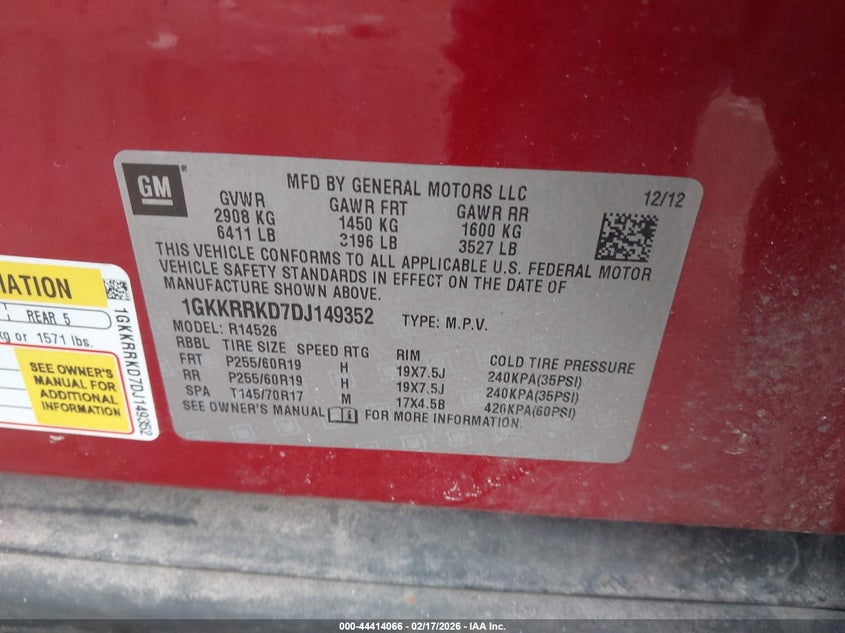 GM
®
MFD BY GENERAL MOTORS LLC
12/12
GVWR GAWR FRT GAWR RR
2908 KG 1450 KG 1600 KG
6411 LB 3196 LB 3527 LB
THIS VEHICLE CONFORMS TO ALL APPLICABLE U.S. FEDERAL MOTOR
VEHICLE SAFETY STANDARDS IN EFFECT ON THE DATE OF
MANUFACTURE SHOWN ABOVE.
1GKKRRKD7DJ149352 TYPE: M.P.V.
MODEL: R14526
RBBL TIRE SIZE SPEED RTG RIM COLD TIRE PRESSURE
FRT P255/60R19 H 19X7.5J 240KPA(35PSI)
RR P255/60R19 H 19X7.5J 240KPA(35PSI)
SPA T145/70R17 M 17X4.5B 420KPA(60PSI)
SEE OWNER'S MANUAL i FOR MORE INFORMATION.
MATION
REAR 5
kg or 1571 lbs.
SEE OWNER'S
MANUAL FOR
ADDITIONAL
INFORMATION
1GKKRRKD7DJ149352
000-44414066 - 02/17/2026 - IAA Inc.